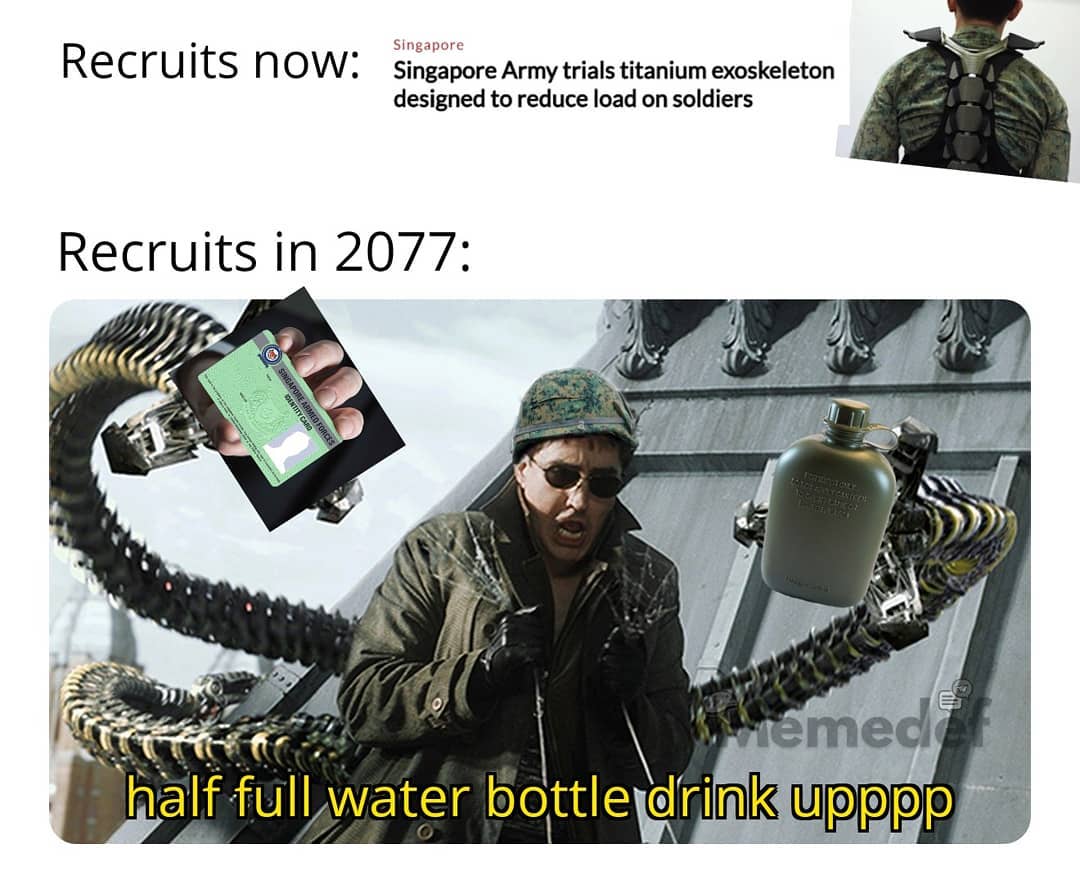 Recruits now:
Singapore
Singapore Army trials titanium exoskeleton
designed to reduce load on soldiers
Recruits in 2077:
SINGAPORE ARMED FORCES
IDENTITY CARD
Memedef
half full water bottle drink upppp